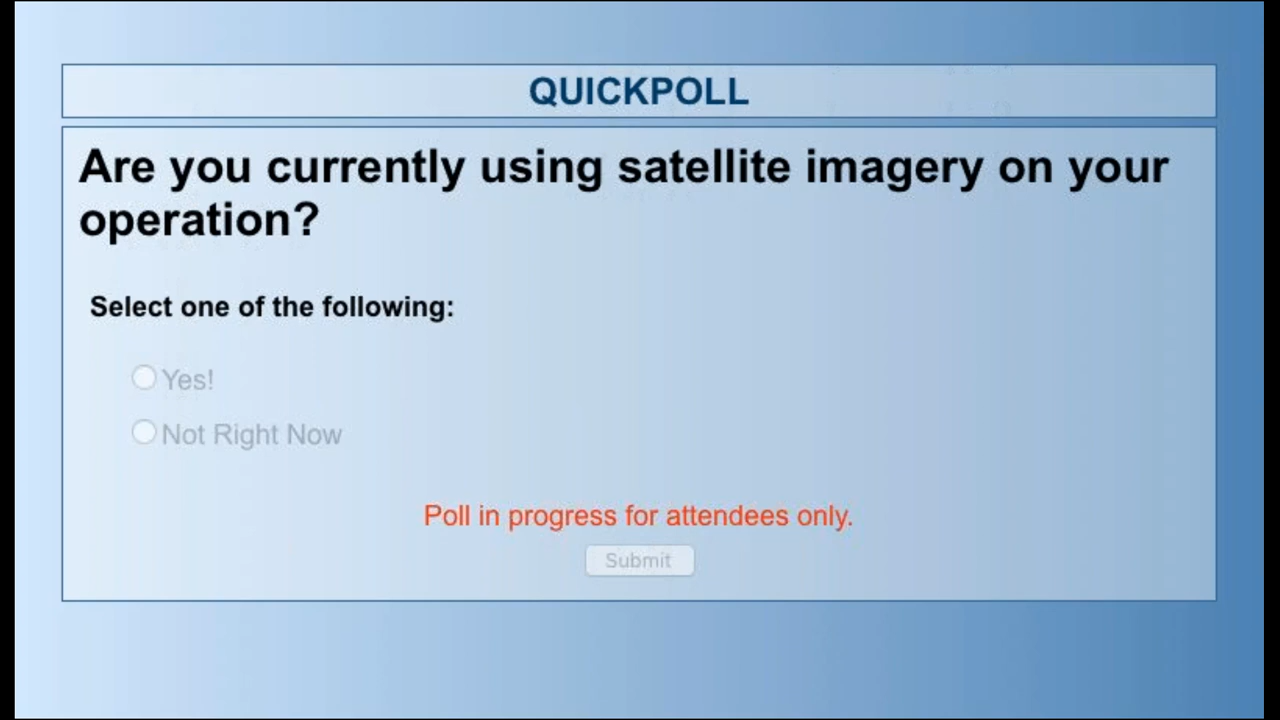 QUICKPOLL
Are you currently using satellite imagery on your
operation?
Select one of the following:
Yes!
Not Right Now
Poll in progress for attendees only.
Submit